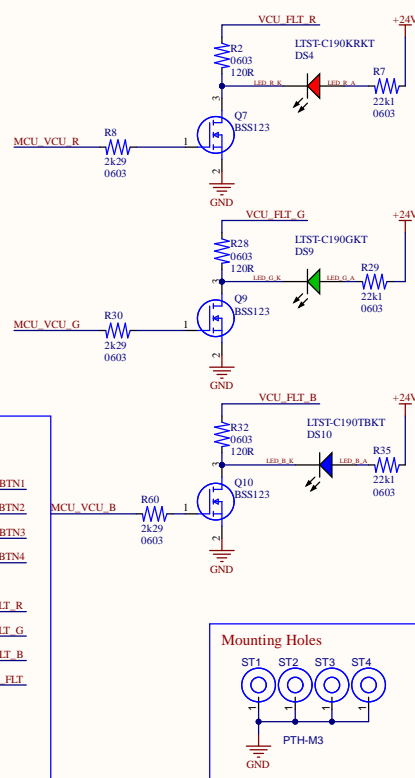 VCU_FLT_R
+24V
R2
0603
120R
LTST-C190KRKT
DS4
R7
22k1
0603
LED_R_K
LED_R_A
3
Q7
BSS123
MCU_VCU_R
R8
2k29
0603
1
2
GND
VCU_FLT_G
+24V
R28
0603
120R
LTST-C190GKT
DS9
R29
22k1
0603
LED_G_K
LED_G_A
3
Q9
BSS123
MCU_VCU_G
R30
2k29
0603
1
2
GND
VCU_FLT_B
+24V
R32
0603
120R
LTST-C190TBKT
DS10
R35
22k1
0603
LED_B_K
LED_B_A
3
Q10
BSS123
MCU_VCU_B
R60
2k29
0603
1
2
GND
BTN1
BTN2
BTN3
BTN4
LT_R
LT_G
LT_B
_FLT
Mounting Holes
ST1 ST2 ST3 ST4
1 1 1 1
PTH-M3
GND